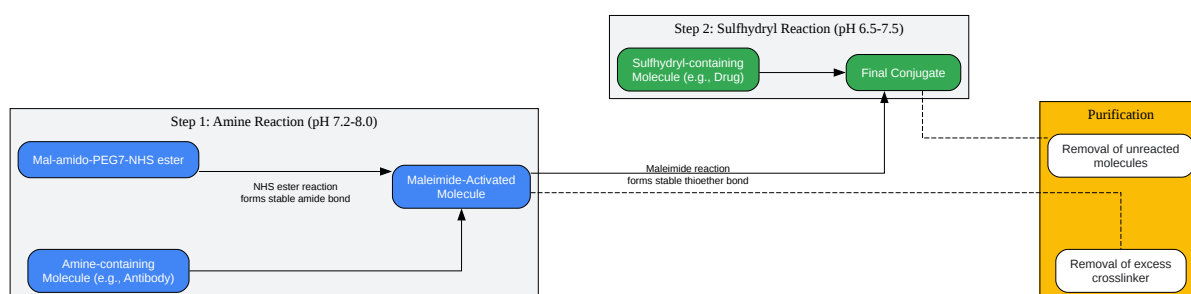 Step 2: Sulfhydryl Reaction (pH 6.5-7.5)
Sulfhydryl-containing
Molecule (e.g., Drug)
Final Conjugate
Step 1: Amine Reaction (pH 7.2-8.0)
Mal-amido-PEG7-NHS ester
NHS ester reaction
forms stable amide bond
Maleimide-Activated
Molecule
Amine-containing
Molecule (e.g., Antibody)
Maleimide reaction
forms stable thioether bond
Purification
Removal of unreacted
molecules
Removal of excess
crosslinker